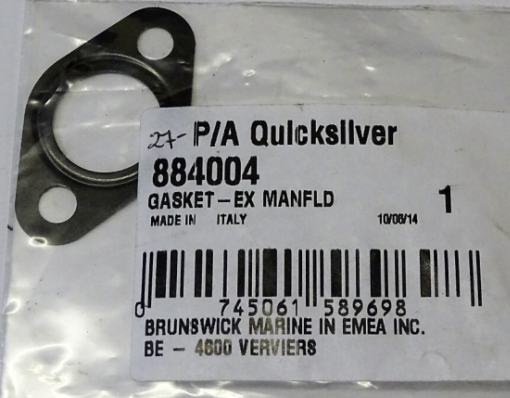 27- P/A Quicksilver
884004
GASKET-EX MANFLD 1
MADE IN ITALY 10/06/14
0 745061 589698
BRUNSWICK MARINE IN EMEA INC.
BE - 4600 VERVIERS